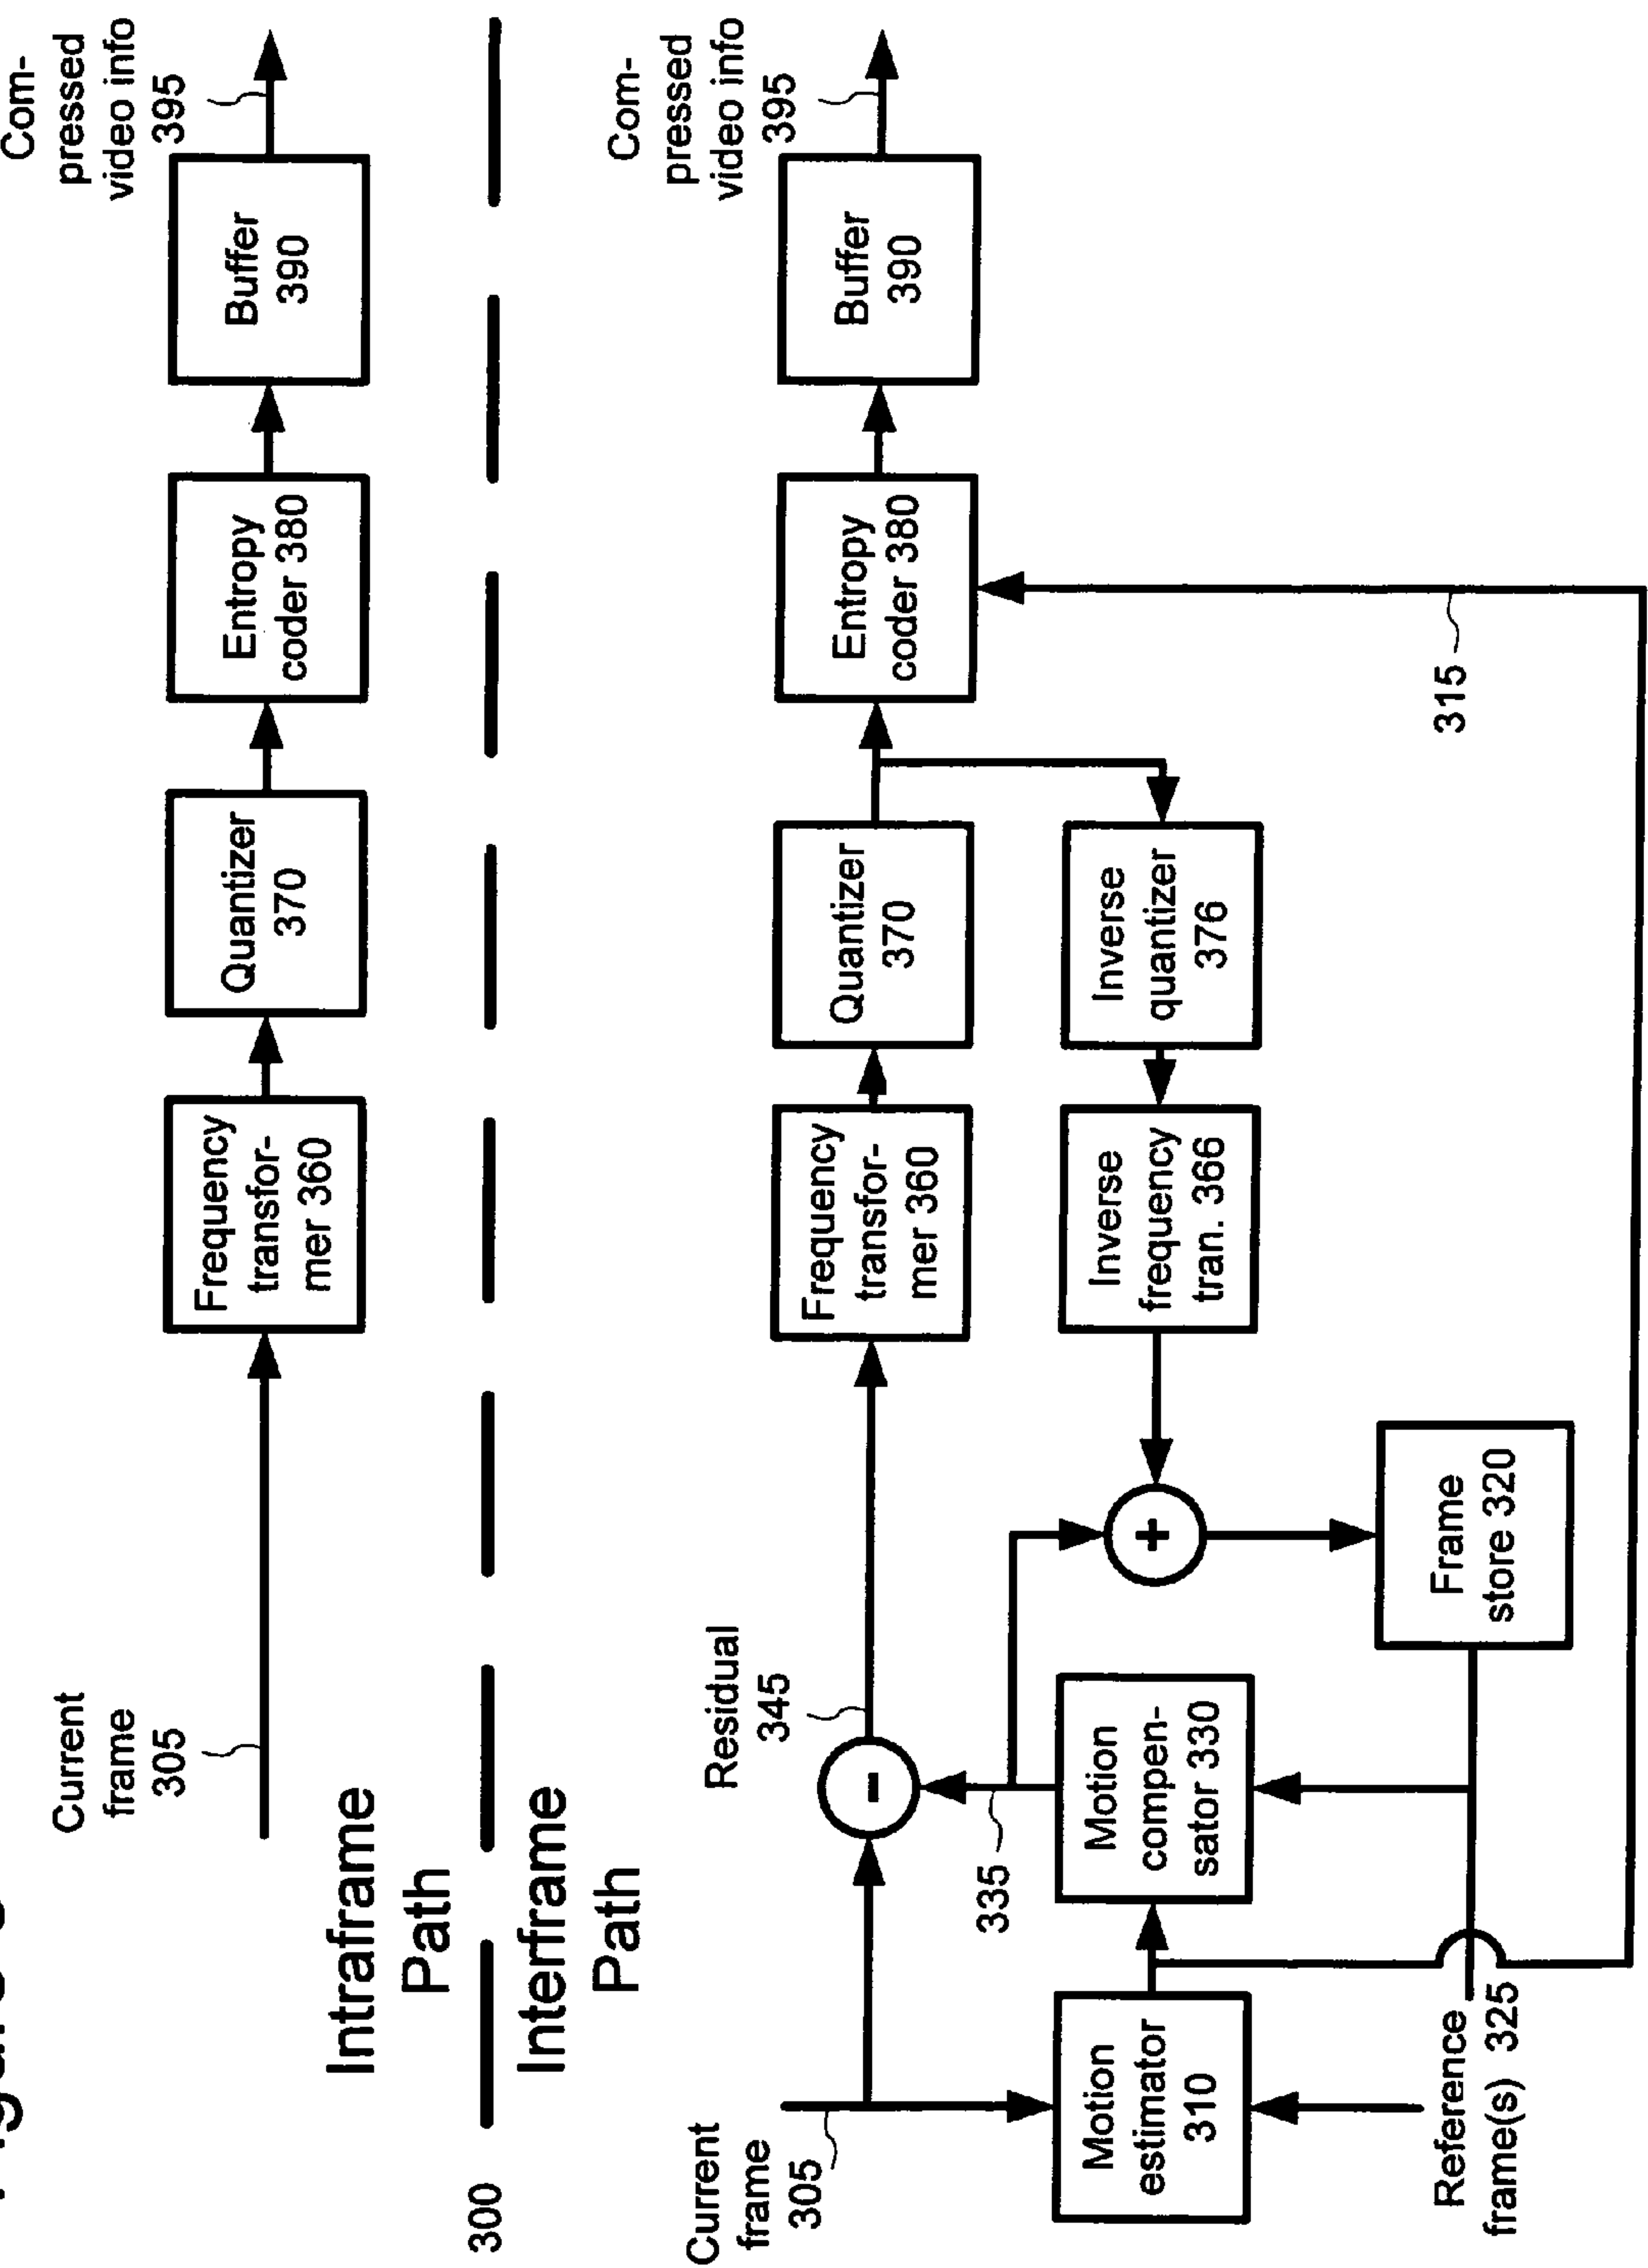 Current
frame
305
Frequency
transfor-
mer 360
Quantizer
370
Entropy
coder 380
Buffer
390
Com-
pressed
video info
395
Intraframe
Path
300
Interframe
Path
Current
frame
305
Residual
345
Frequency
transfor-
mer 360
Quantizer
370
Entropy
coder 380
Buffer
390
Com-
pressed
video info
395
-
335
Motion
estimator
310
Motion
compen-
sator 330
+
Inverse
frequency
tran. 366
Inverse
quantizer
376
Frame
store 320
Reference
frame(s) 325
315